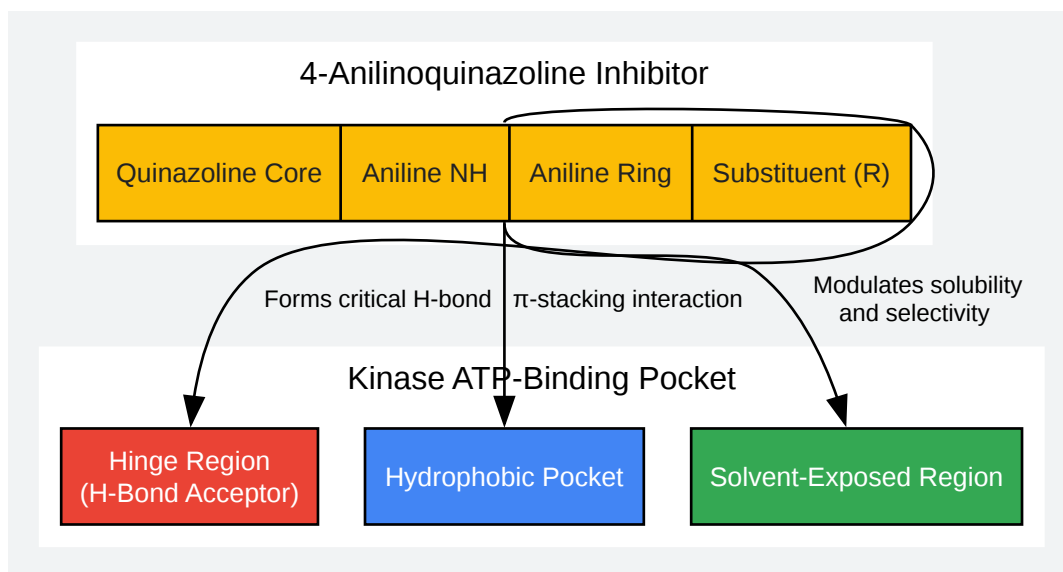 4-Anilinoquinazoline Inhibitor
Quinazoline Core
Aniline NH
Aniline Ring
Substituent (R)
Forms critical H-bond
π-stacking interaction
Modulates solubility
and selectivity
Kinase ATP-Binding Pocket
Hinge Region
(H-Bond Acceptor)
Hydrophobic Pocket
Solvent-Exposed Region